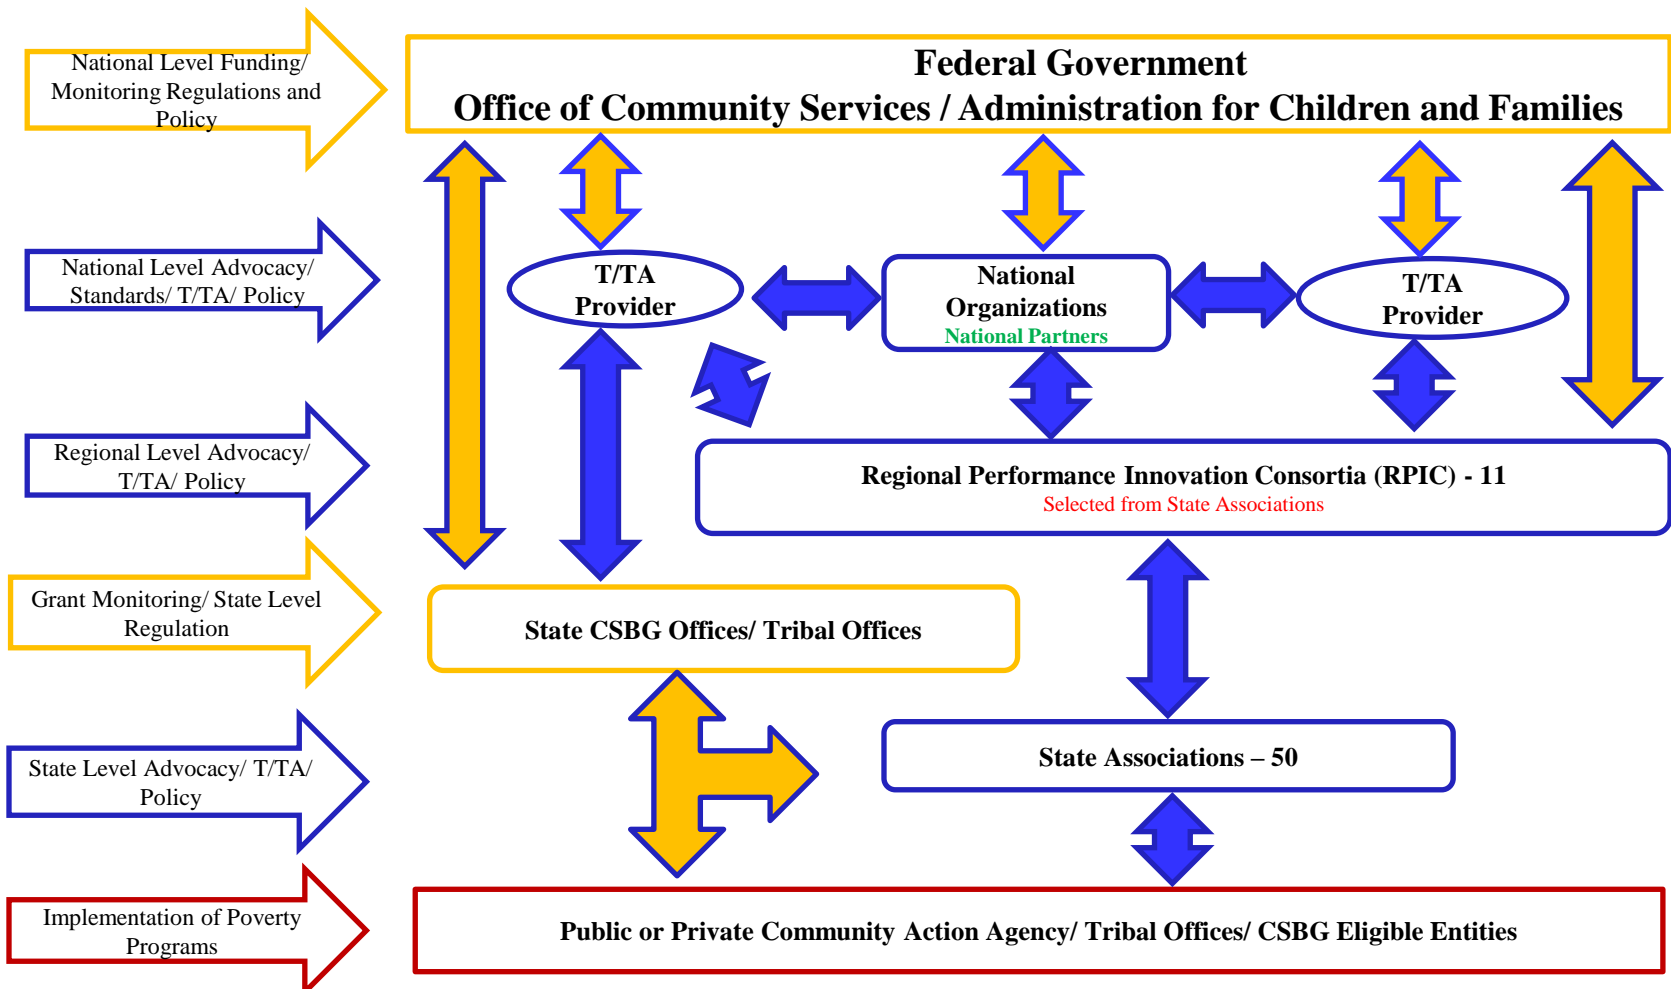 National Level Funding/
Monitoring Regulations and
Policy
Federal Government
Office of Community Services / Administration for Children and Families
National Level Advocacy/
Standards/ T/TA/ Policy
T/TA
Provider
National
Organizations
National Partners
T/TA
Provider
Regional Level Advocacy/
T/TA/ Policy
Regional Performance Innovation Consortia (RPIC) - 11
Selected from State Associations
Grant Monitoring/ State Level
Regulation
State CSBG Offices/ Tribal Offices
State Level Advocacy/ T/TA/
Policy
State Associations – 50
Implementation of Poverty
Programs
Public or Private Community Action Agency/ Tribal Offices/ CSBG Eligible Entities